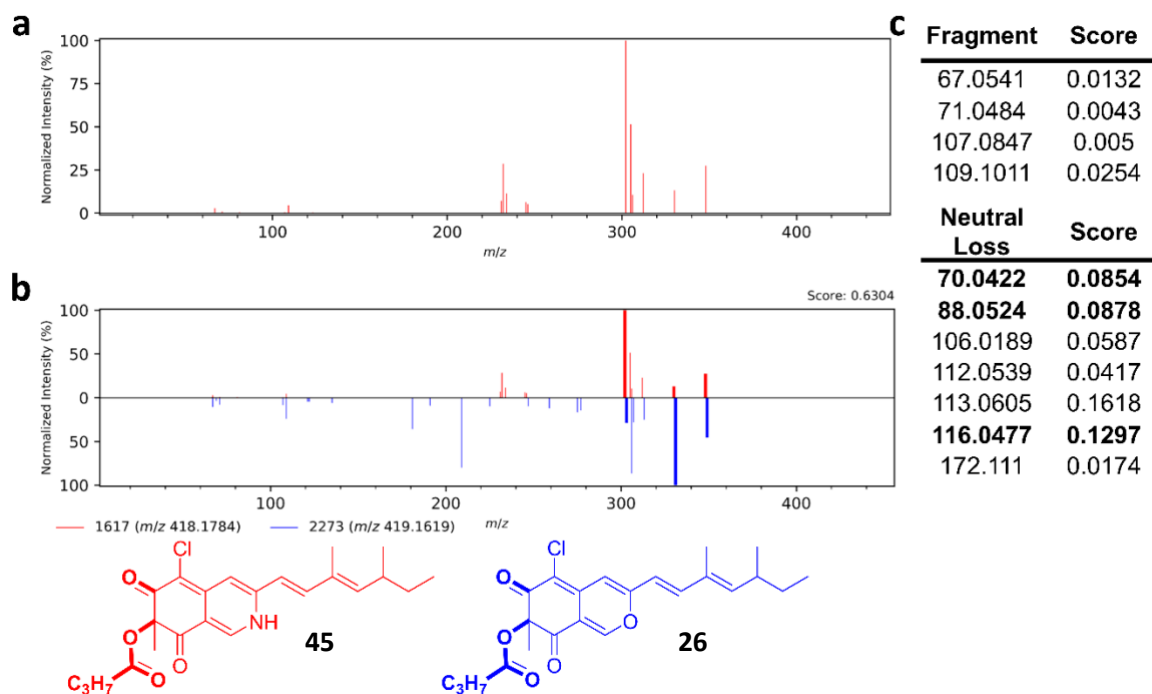 a
Normalized Intensity (%)
100
75
50
25
0
100
200
300
400
m/z
b
Score: 0.6304
Normalized Intensity (%)
100
50
0
50
100
100
200
300
400
m/z
1617 (m/z 418.1784)
2273 (m/z 419.1619)
Cl
O
O
NH
O
O
C3H7
45
Cl
O
O
O
O
O
C3H7
26
c
Fragment Score
67.0541 0.0132
71.0484 0.0043
107.0847 0.005
109.1011 0.0254
Neutral
Loss Score
70.0422 0.0854
88.0524 0.0878
106.0189 0.0587
112.0539 0.0417
113.0605 0.1618
116.0477 0.1297
172.111 0.0174